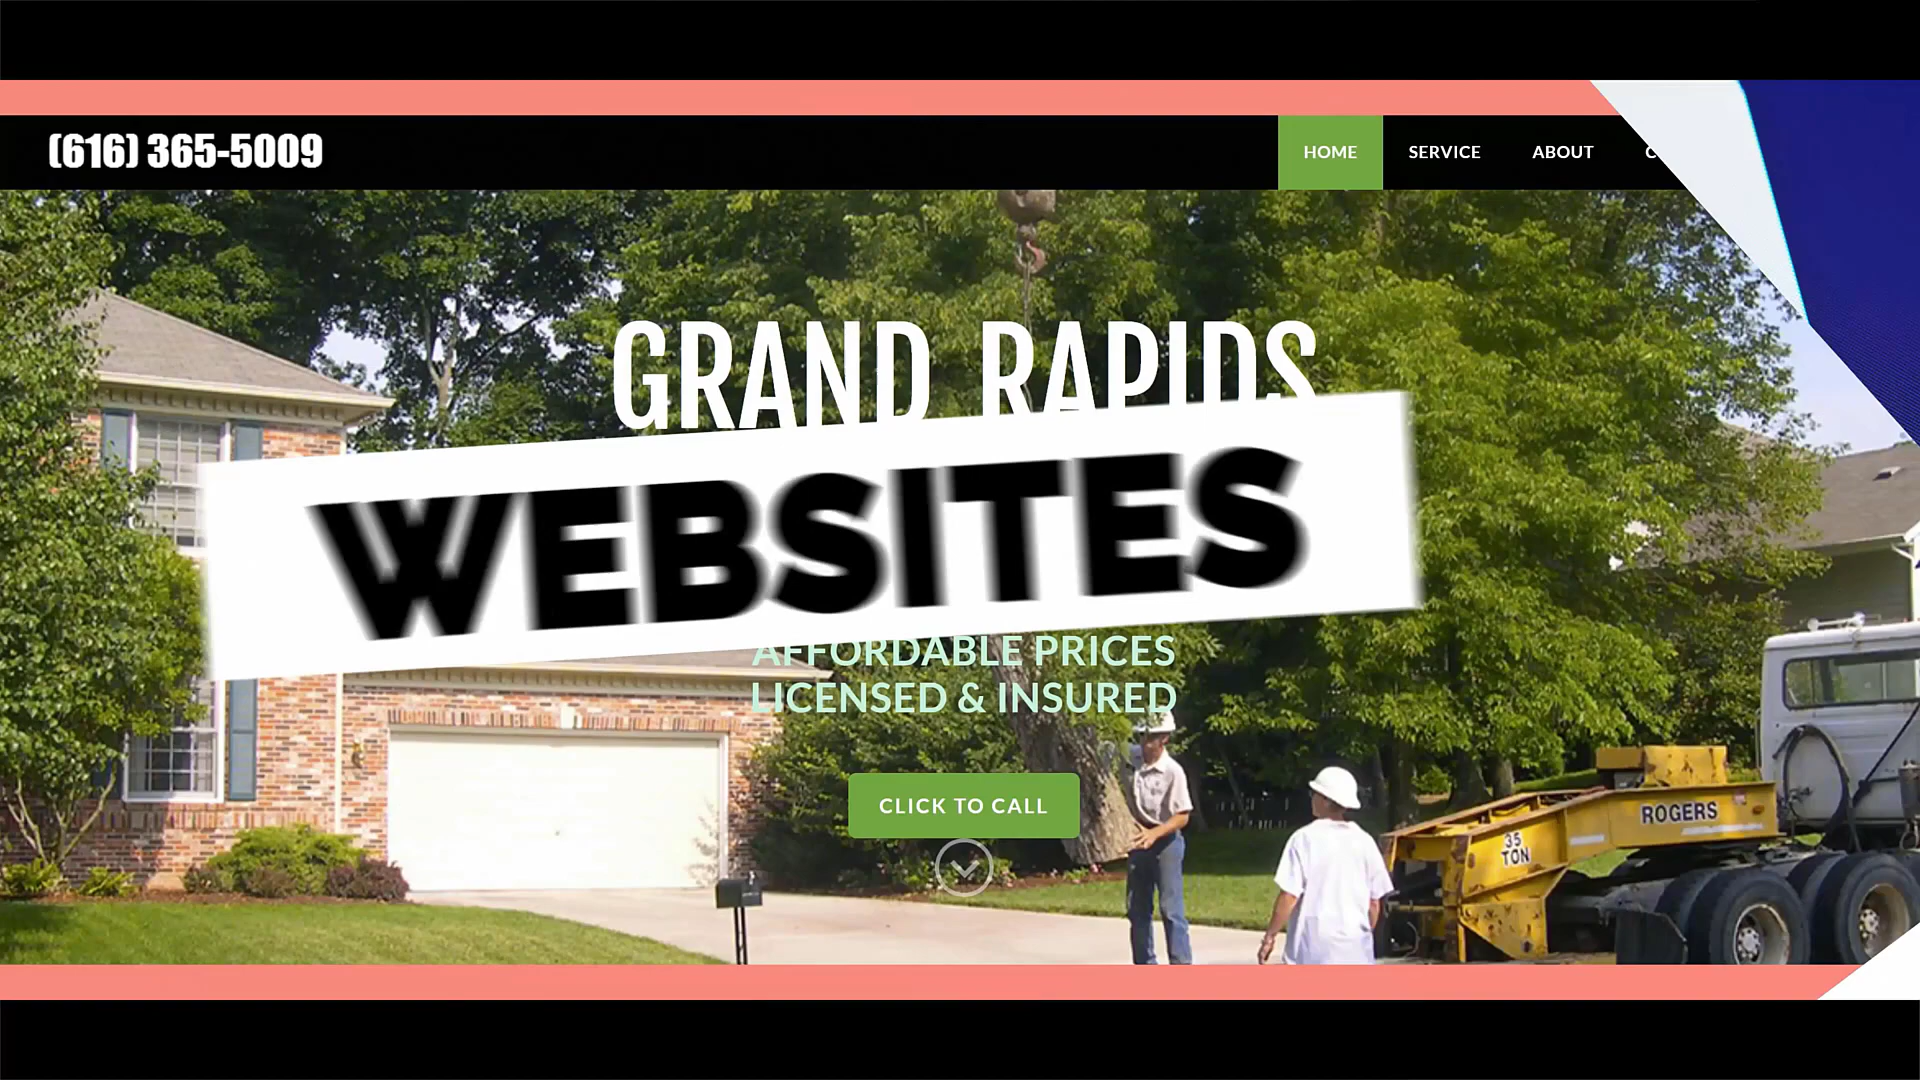 (616) 365-5009
HOME SERVICE ABOUT
GRAND RAPIDS
WEBSITES
AFFORDABLE PRICES
LICENSED & INSURED
CLICK TO CALL
ROGERS
35
TON